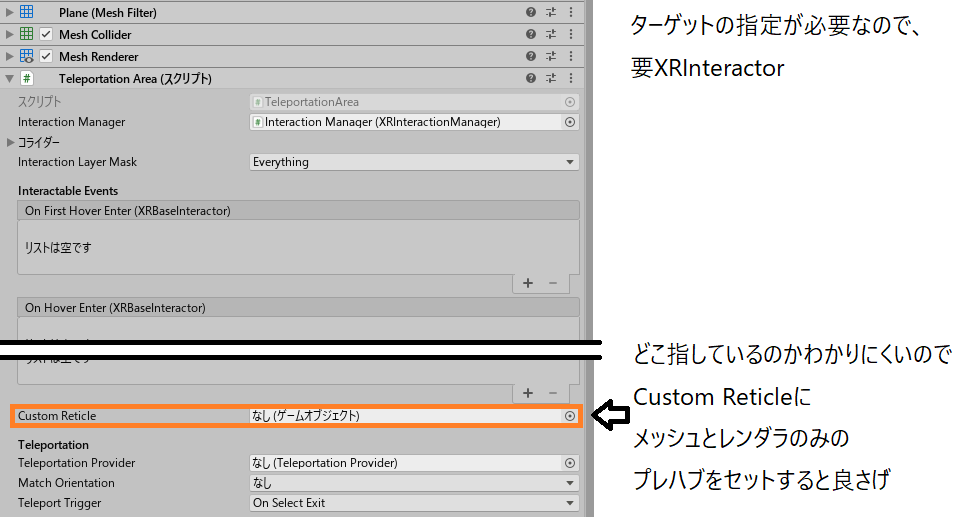 Plane (Mesh Filter)
Mesh Collider
Mesh Renderer
Teleportation Area (スクリプト)
スクリプト
TeleportationArea
Interaction Manager
Interaction Manager (XRInteractionManager)
コライダー
Interaction Layer Mask
Everything
Interactable Events
On First Hover Enter (XRBaseInteractor)
リストは空です
On Hover Enter (XRBaseInteractor)
Custom Reticle
なし (ゲームオブジェクト)
Teleportation
Teleportation Provider
なし (Teleportation Provider)
Match Orientation
なし
Teleport Trigger
On Select Exit
ターゲットの指定が必要なので、
要XRInteractor
どこ指しているのかわかりにくいので
Custom Reticleに
メッシュとレンダラのみの
プレハブをセットすると良さげ